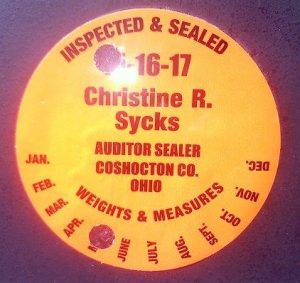 INSPECTED & SEALED
-16-17
Christine R.
Sycks
AUDITOR SEALER
COSHOCTON CO.
OHIO
WEIGHTS & MEASURES
JAN.
FEB.
MAR.
APR.
JUNE
JULY
AUG.
SEPT.
OCT.
NOV.
DEC.